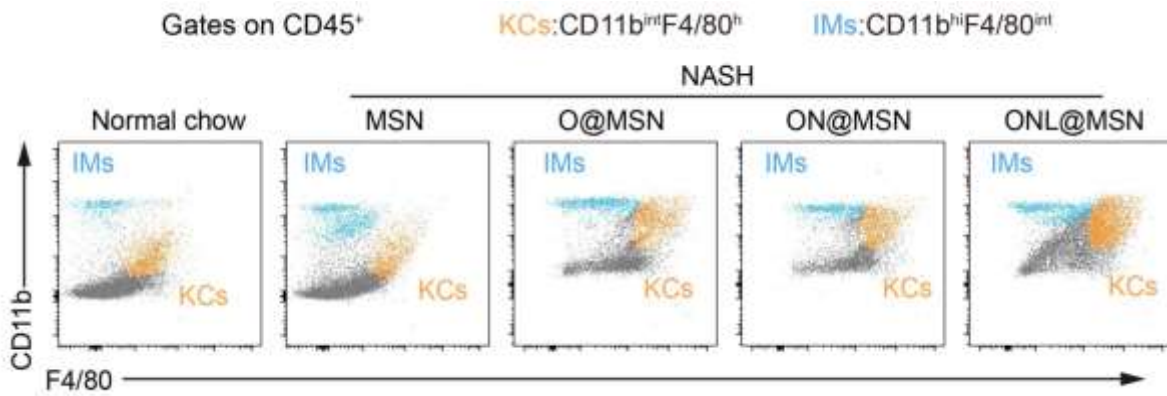 Gates on CD45⁺ KCs:CD11bⁱⁿᵗF4/80ʰ IMs:CD11bʰⁱF4/80ⁱⁿᵗ
NASH
Normal chow MSN O@MSN ON@MSN ONL@MSN
IMs IMs IMs IMs IMs
KCs KCs KCs KCs KCs
CD11b
F4/80